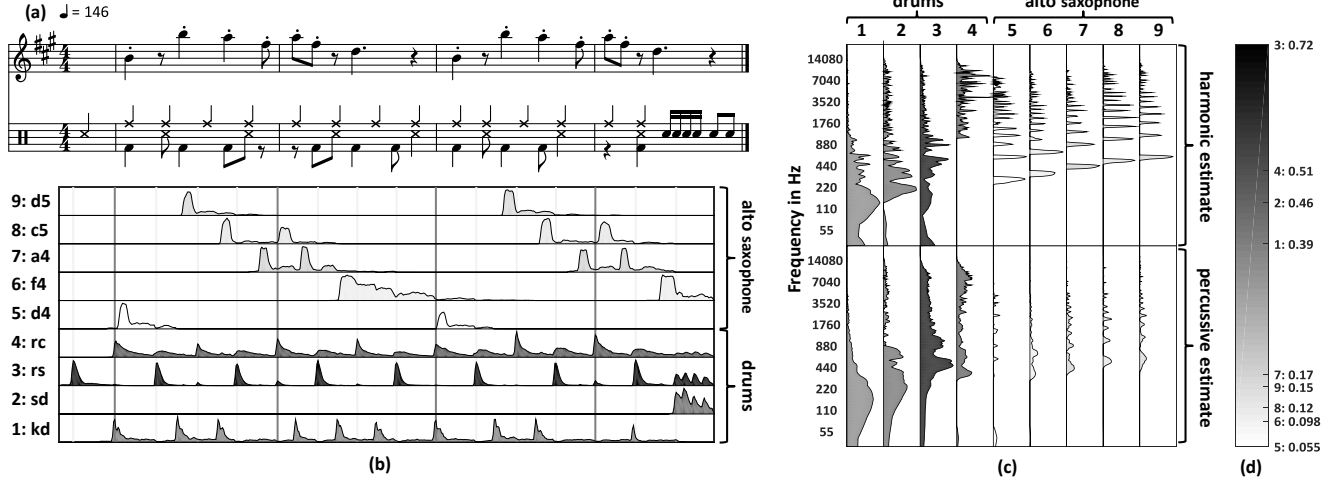 (a) ♩ = 146
9: d5
8: c5
7: a4
6: f4
5: d4
4: rc
3: rs
2: sd
1: kd
alto saxophone
drums
(b)
drums
alto saxophone
1 2 3 4 5 6 7 8 9
Frequency in Hz
14080
7040
3520
1760
880
440
220
110
55
harmonic estimate
14080
7040
3520
1760
880
440
220
110
55
percussive estimate
(c)
3: 0.72
4: 0.51
2: 0.46
1: 0.39
7: 0.17
9: 0.15
8: 0.12
6: 0.098
5: 0.055
(d)